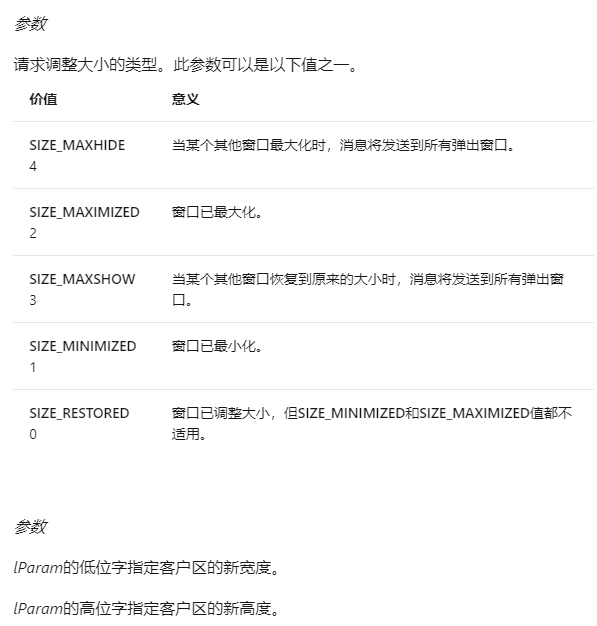 参数
请求调整大小的类型。此参数可以是以下值之一。
价值 意义
SIZE_MAXHIDE 当某个其他窗口最大化时，消息将发送到所有弹出窗口。
4
SIZE_MAXIMIZED 窗口已最大化。
2
SIZE_MAXSHOW 当某个其他窗口恢复到原来的大小时，消息将发送到所有弹出窗
3 口。
SIZE_MINIMIZED 窗口已最小化。
1
SIZE_RESTORED 窗口已调整大小，但SIZE_MINIMIZED和SIZE_MAXIMIZED值都不
0 适用。
参数
lParam的低位字指定客户区的新宽度。
lParam的高位字指定客户区的新高度。